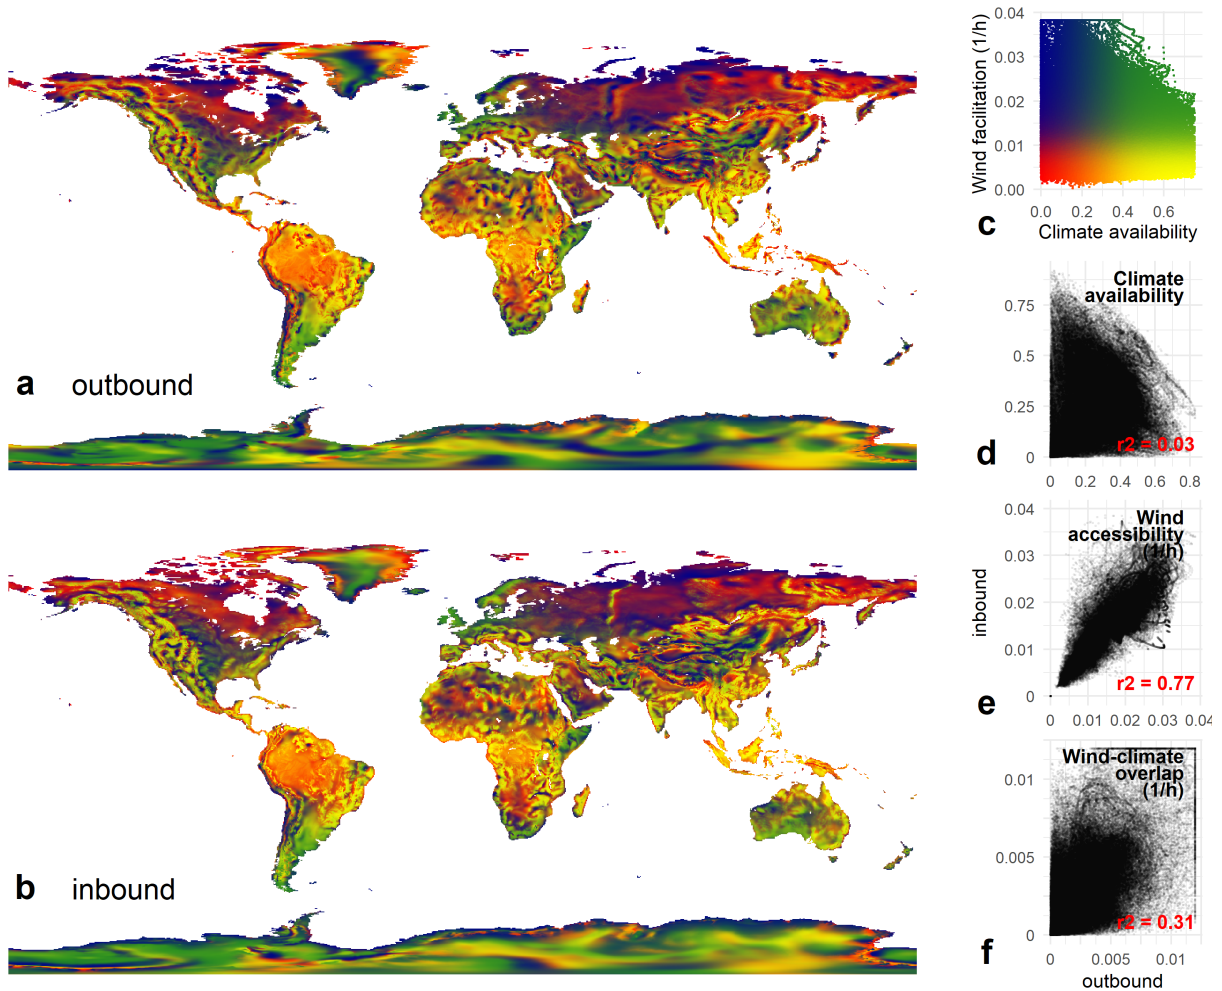 a
outbound
b
inbound
Wind facilitation (1/h)
0.04
0.03
0.02
0.01
0.00
0.0
0.2
0.4
0.6
Climate availability
c
Climate
availability
0.75
0.5
0.25
0
r2 = 0.03
0
0.2
0.4
0.6
0.8
d
Wind
accessibility
(1/h)
0.04
0.03
0.02
0.01
0
inbound
r2 = 0.77
0
0.01
0.02
0.03
0.04
e
Wind-climate
overlap
(1/h)
0.01
0.005
0
r2 = 0.31
0
0.005
0.01
outbound
f